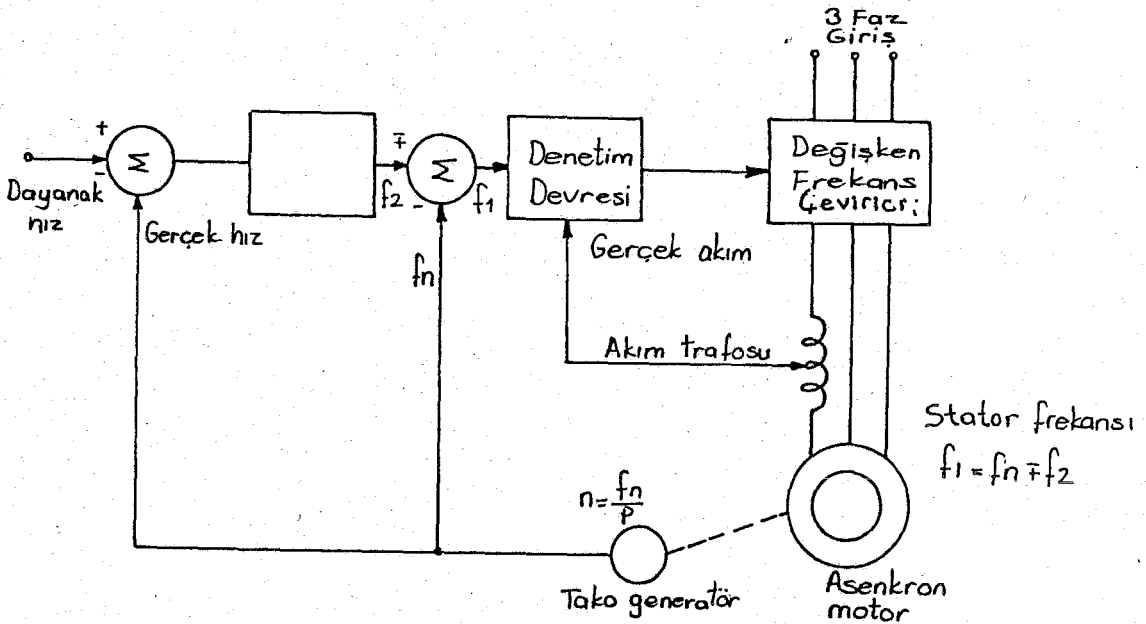 3 Faz
Giriş
+
-
Σ
Dayanak
hız
Gerçek hız
∓
f2
-
Σ
f1
fn
Denetim
Devresi
Gerçek akım
Değişken
Frekans
Çevirici
Akım trafosu
Stator frekansı
f1 = fn ∓ f2
n = fn/p
Tako generatör
Asenkron
motor